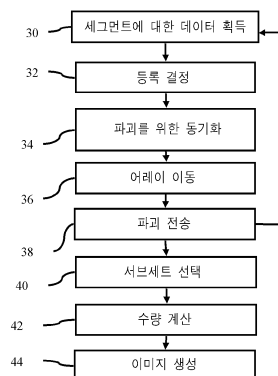 30 세그먼트에 대한 데이터 획득
32 등록 결정
34 파괴를 위한 동기화
36 어레이 이동
38 파괴 전송
40 서브세트 선택
42 수량 계산
44 이미지 생성